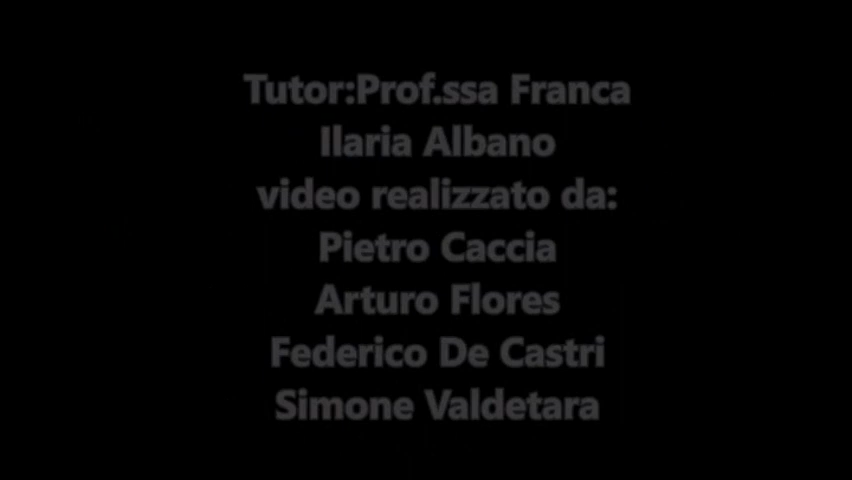 Tutor:Prof.ssa Franca
Ilaria Albano
video realizzato da:
Pietro Caccia
Arturo Flores
Federico De Castri
Simone Valdetara